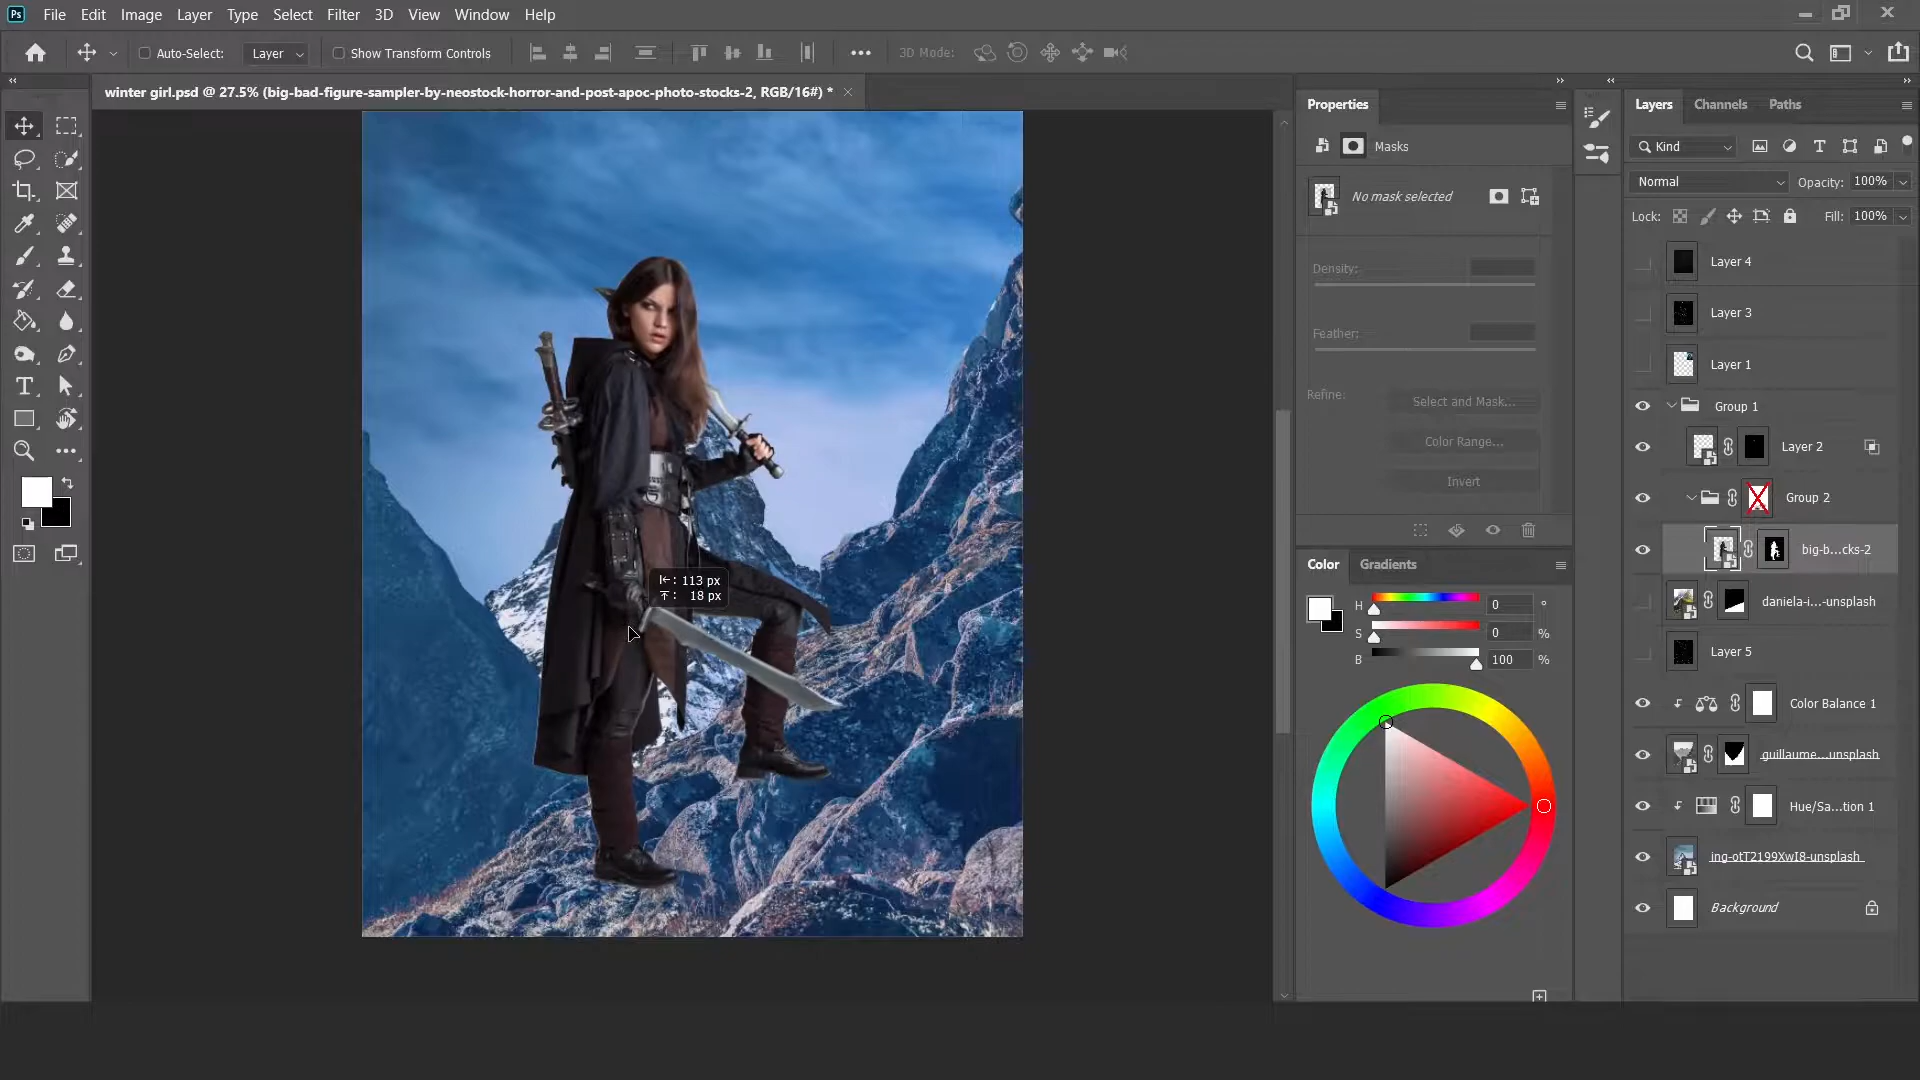 Ps File Edit Image Layer Type Select Filter 3D View Window Help
Auto-Select: Layer Show Transform Controls 3D Mode:
winter girl.psd @ 27.5% (big-bad-figure-sampler-by-neostock-horror-and-post-apoc-photo-stocks-2, RGB/16#) *
113 px
18 px
Properties
Masks
No mask selected
Density:
Feather:
Refine:
Select and Mask...
Color Range...
Invert
Color Gradients
H 0 °
S 0 %
B 100 %
Layers Channels Paths
Kind
Normal Opacity: 100%
Lock: Fill: 100%
Layer 4
Layer 3
Layer 1
Group 1
Layer 2
Group 2
big-b...cks-2
daniela-i...-unsplash
Layer 5
Color Balance 1
guillaume...unsplash
Hue/Sa...tion 1
ing-otT2199XwI8-unsplash
Background